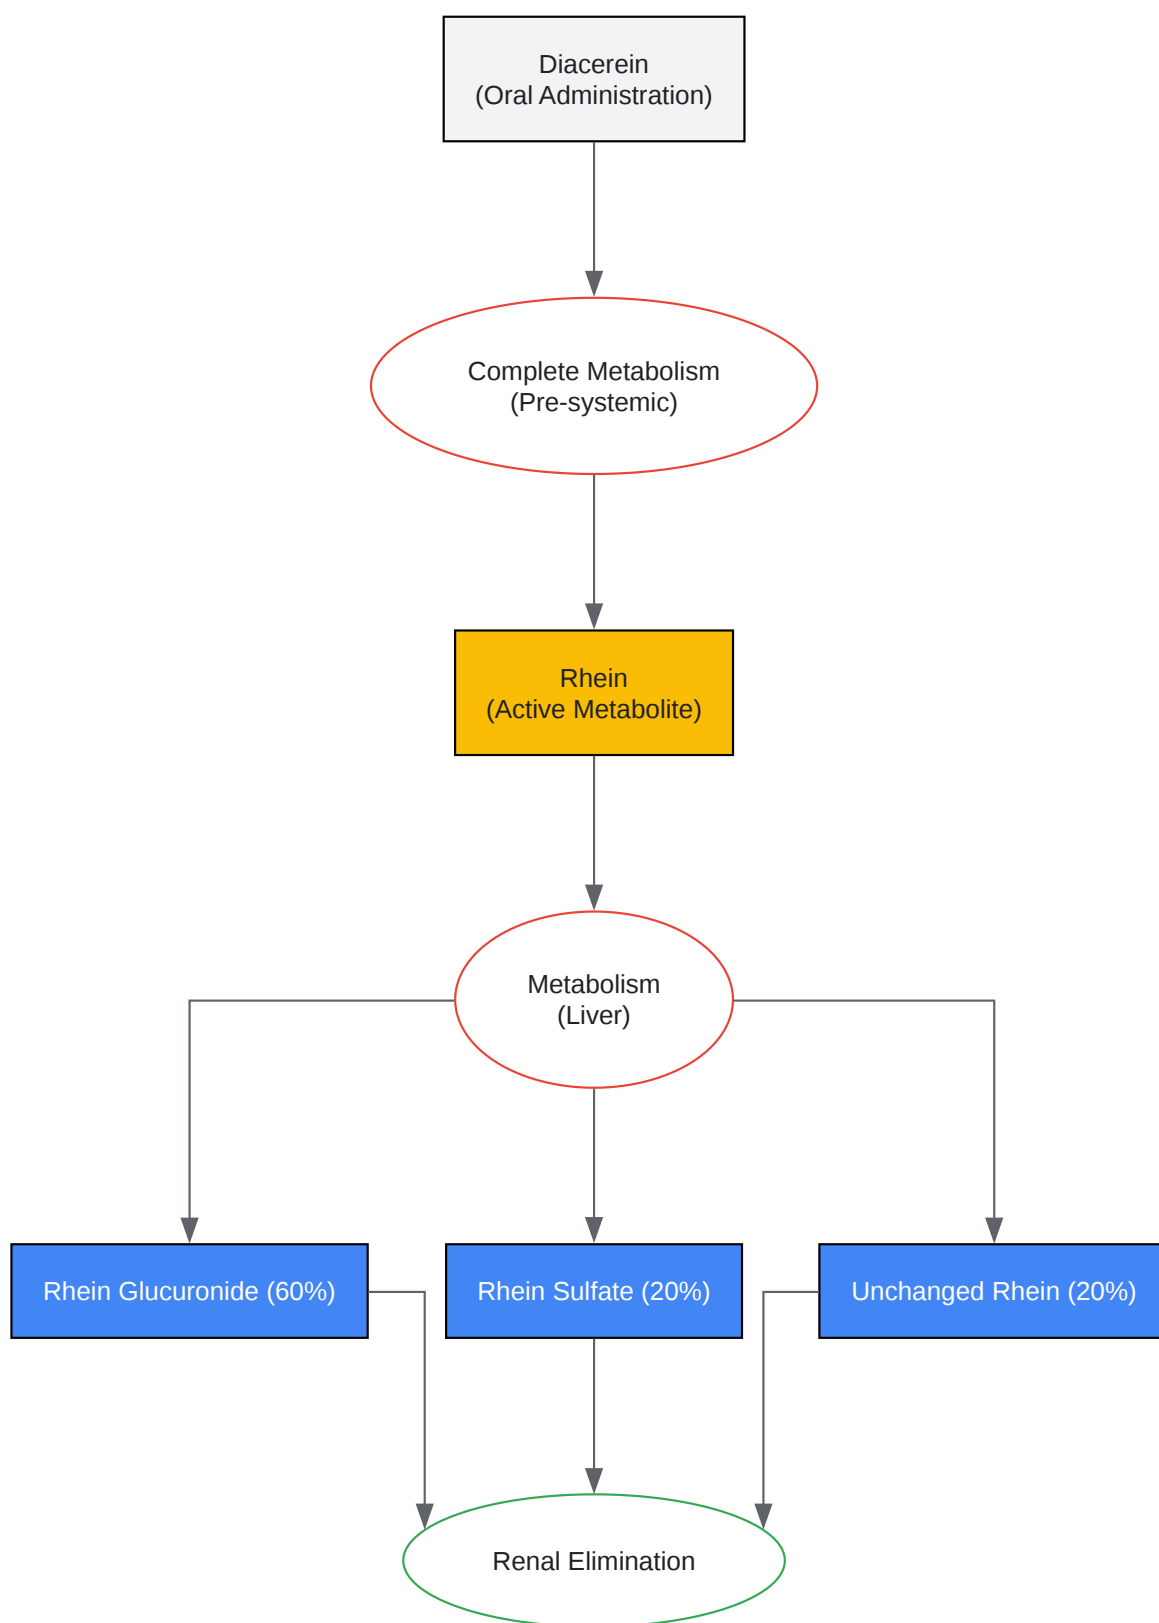 Diacerein
(Oral Administration)
Complete Metabolism
(Pre-systemic)
Rhein
(Active Metabolite)
Metabolism
(Liver)
Rhein Glucuronide (60%)
Rhein Sulfate (20%)
Unchanged Rhein (20%)
Renal Elimination